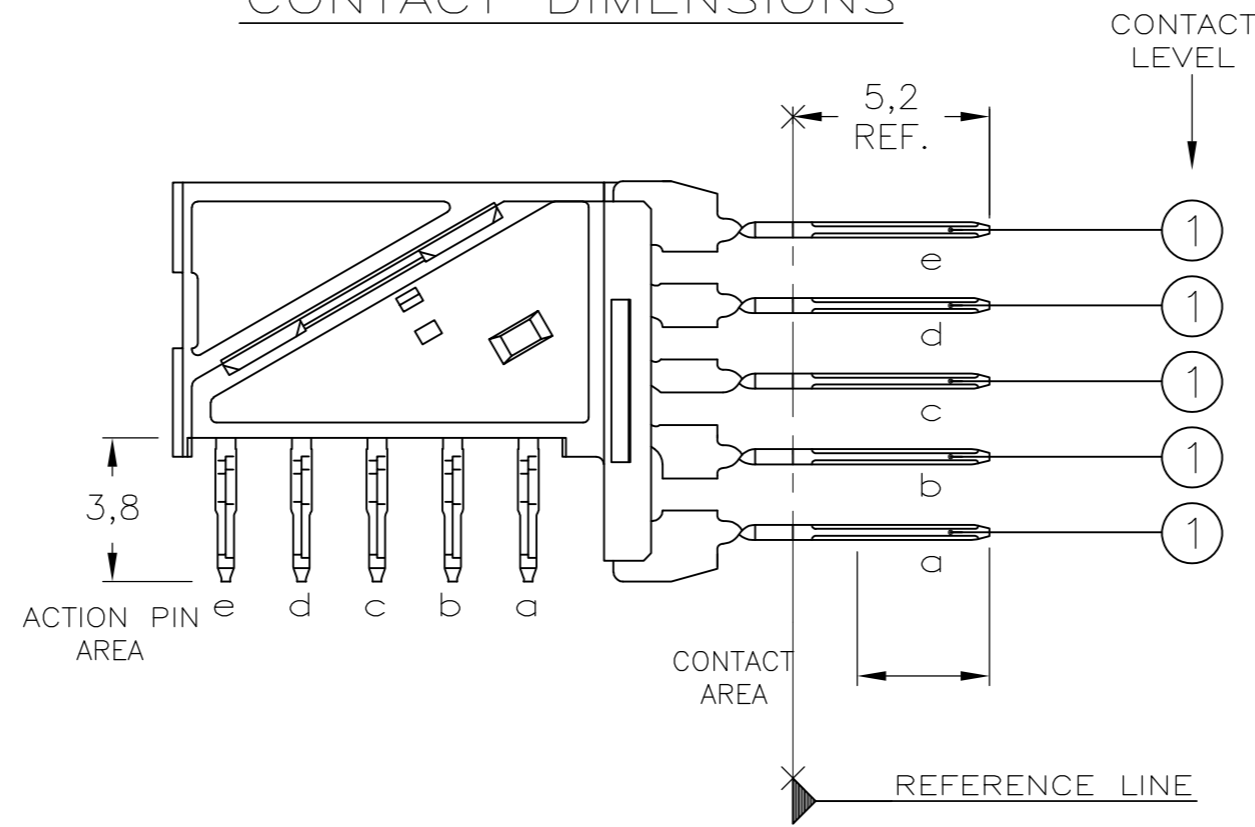 CONTACT DIMENSIONS
CONTACT
LEVEL
5,2
REF.
1
e
1
d
1
c
1
b
1
a
3,8
ACTION PIN
AREA
e d c b a
CONTACT
AREA
REFERENCE LINE